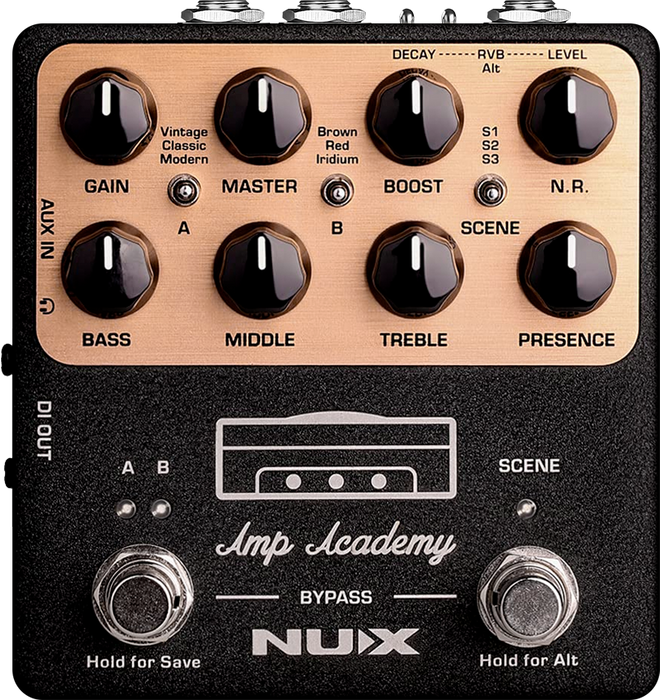 DECAY ------ RVB ------ LEVEL
Alt
Vintage
Classic
Modern
Brown
Red
Iridium
S1
S2
S3
GAIN
MASTER
BOOST
N.R.
A
B
SCENE
AUX IN
BASS
MIDDLE
TREBLE
PRESENCE
DI OUT
A B
SCENE
Amp Academy
BYPASS
NUX
Hold for Save
Hold for Alt